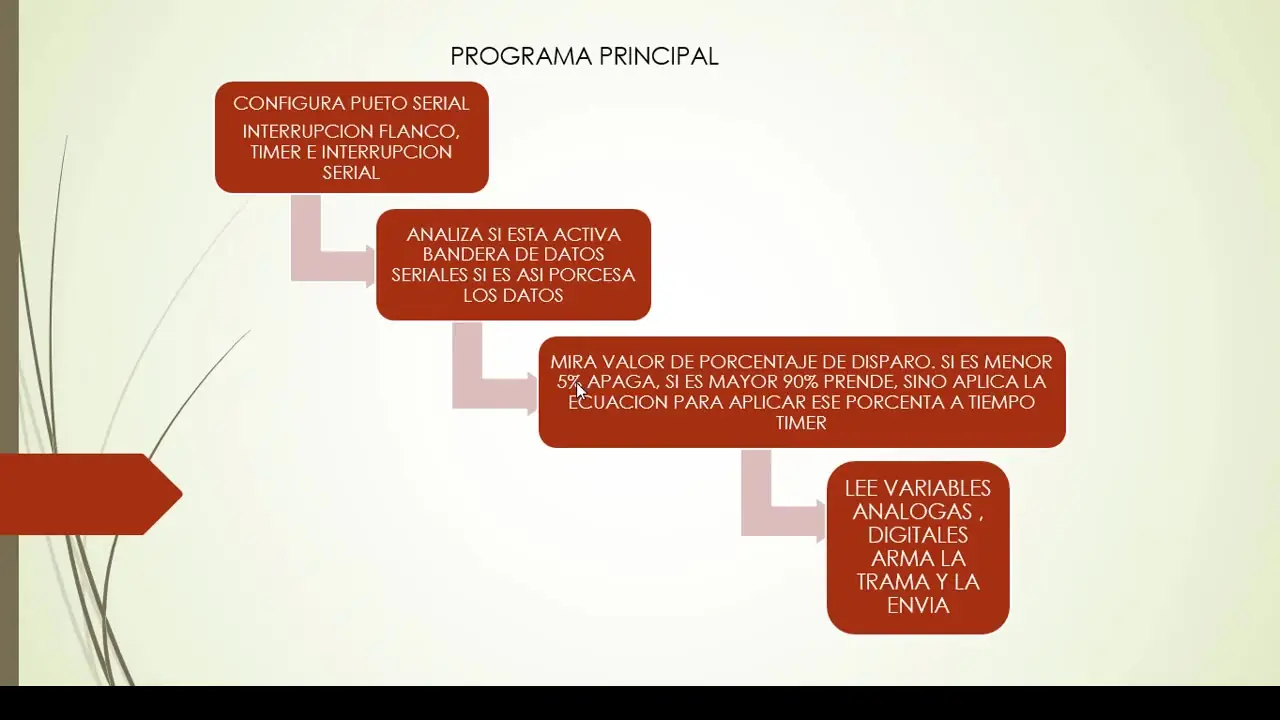 PROGRAMA PRINCIPAL
CONFIGURA PUETO SERIAL
INTERRUPCION FLANCO,
TIMER E INTERRUPCION
SERIAL
ANALIZA SI ESTA ACTIVA
BANDERA DE DATOS
SERIALES SI ES ASI PORCESA
LOS DATOS
MIRA VALOR DE PORCENTAJE DE DISPARO. SI ES MENOR
5% APAGA, SI ES MAYOR 90% PRENDE, SINO APLICA LA
ECUACION PARA APLICAR ESE PORCENTA A TIEMPO
TIMER
LEE VARIABLES
ANALOGAS ,
DIGITALES
ARMA LA
TRAMA Y LA
ENVIA